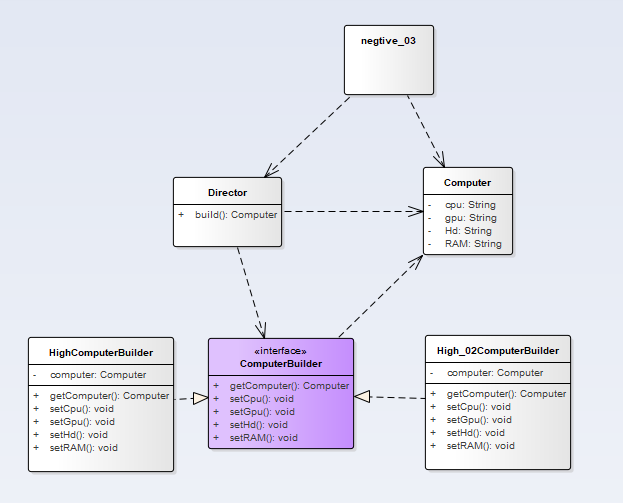 negtive_03
Director
+ build(): Computer
Computer
- cpu: String
- gpu: String
- Hd: String
- RAM: String
HighComputerBuilder
- computer: Computer
+ getComputer(): Computer
+ setCpu(): void
+ setGpu(): void
+ setHd(): void
+ setRAM(): void
«interface»
ComputerBuilder
+ getComputer(): Computer
+ setCpu(): void
+ setGpu(): void
+ setHd(): void
+ setRAM(): void
High_02ComputerBuilder
- computer: Computer
+ getComputer(): Computer
+ setCpu(): void
+ setGpu(): void
+ setHd(): void
+ setRAM(): void